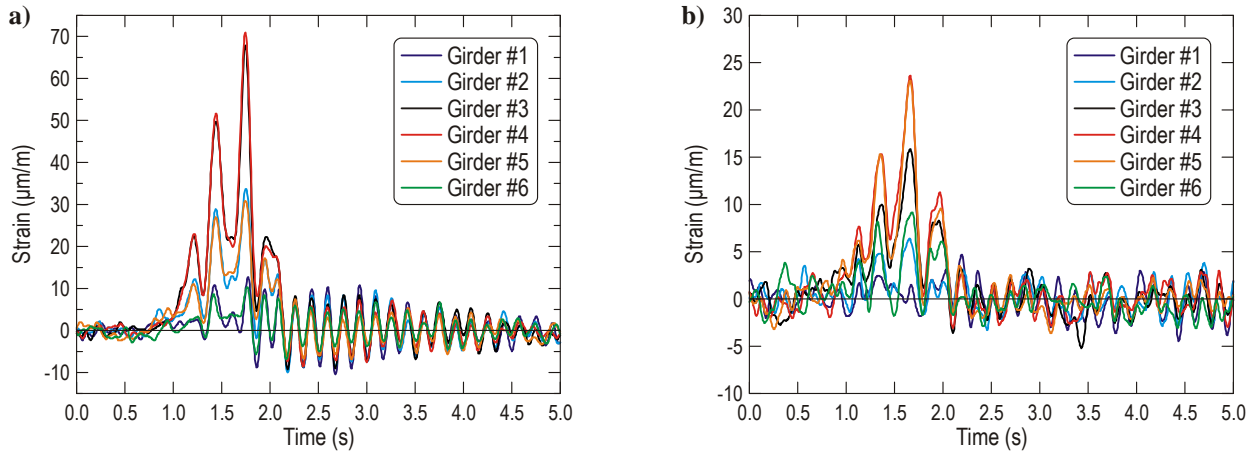 a)
Strain (μm/m)
70
60
50
40
30
20
10
0
-10
0.0 0.5 1.0 1.5 2.0 2.5 3.0 3.5 4.0 4.5 5.0
Time (s)
Girder #1
Girder #2
Girder #3
Girder #4
Girder #5
Girder #6
b)
Strain (μm/m)
30
25
20
15
10
5
0
-5
-10
0.0 0.5 1.0 1.5 2.0 2.5 3.0 3.5 4.0 4.5 5.0
Time (s)
Girder #1
Girder #2
Girder #3
Girder #4
Girder #5
Girder #6